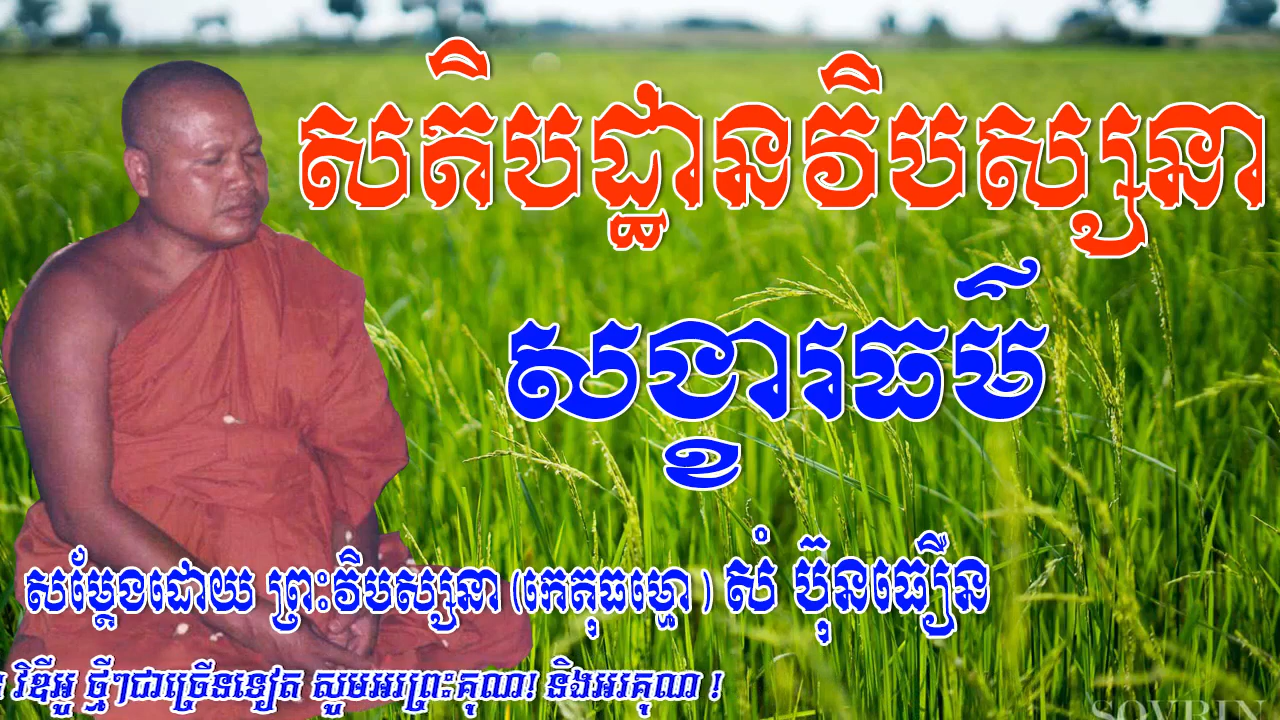 សតិបដ្ឋានវិបស្សនា
សង្ខារធម៌
សម្ដែងដោយ ព្រះវិបស្សនា (កេតុធម្មោ ) សំ ប៊ុនធឿន
វិឌីអូ ថ្មីៗជាច្រើនទៀត សូមអរព្រះគុណ! និងអរគុណ !
SOVRIN